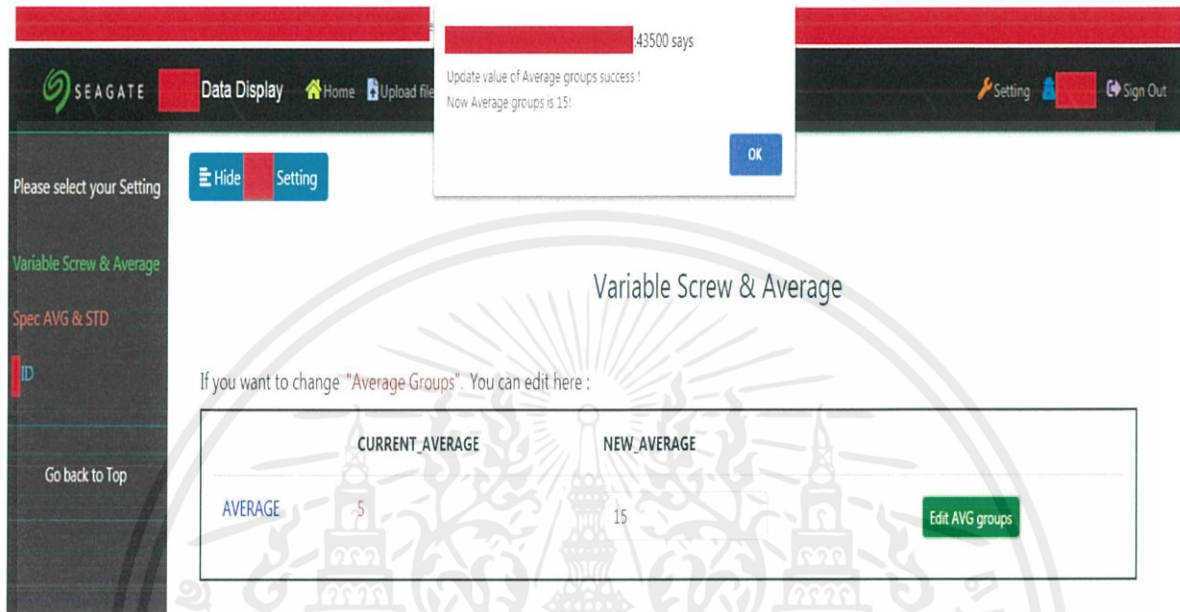 :43500 says
Update value of Average groups success !
Now Average groups is 15!
OK
SEAGATE Data Display Home Upload file Setting Sign Out
Please select your Setting
Hide Setting
Variable Screw & Average
Spec AVG & STD
ID
Go back to Top
Variable Screw & Average
If you want to change "Average Groups". You can edit here :
CURRENT_AVERAGE NEW_AVERAGE
AVERAGE 5 15 Edit AVG groups